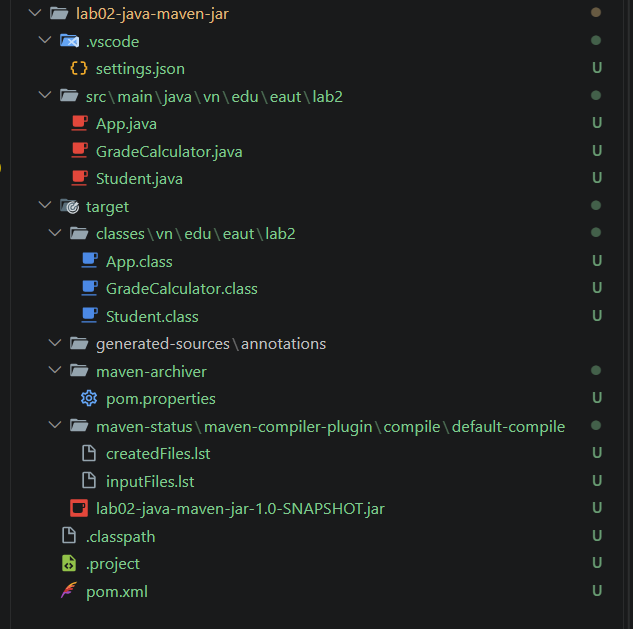 lab02-java-maven-jar
.vscode
settings.json U
src\main\java\vn\edu\eaut\lab2
App.java U
GradeCalculator.java U
Student.java U
target
classes\vn\edu\eaut\lab2
App.class U
GradeCalculator.class U
Student.class U
generated-sources\annotations
maven-archiver
pom.properties U
maven-status\maven-compiler-plugin\compile\default-compile
createdFiles.lst U
inputFiles.lst U
lab02-java-maven-jar-1.0-SNAPSHOT.jar U
.classpath U
.project U
pom.xml U